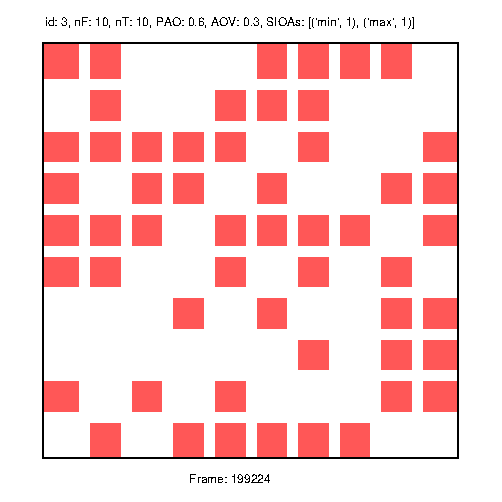 id: 3, nF: 10, nT: 10, PAO: 0.6, AOV: 0.3, SIOAs: [('min', 1), ('max', 1)]
Frame: 199224